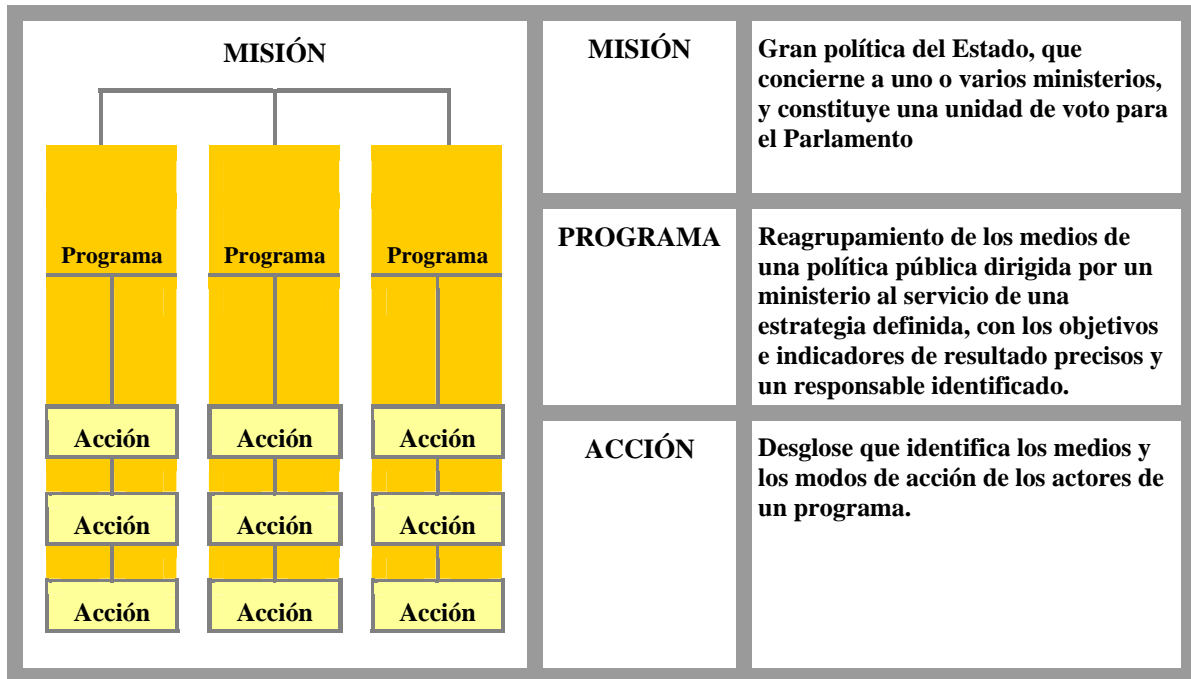 MISIÓN
Programa Programa Programa
Acción Acción Acción
Acción Acción Acción
Acción Acción Acción
MISIÓN
Gran política del Estado, que
concierne a uno o varios ministerios,
y constituye una unidad de voto para
el Parlamento
PROGRAMA
Reagrupamiento de los medios de
una política pública dirigida por un
ministerio al servicio de una
estrategia definida, con los objetivos
e indicadores de resultado precisos y
un responsable identificado.
ACCIÓN
Desglose que identifica los medios y
los modos de acción de los actores de
un programa.